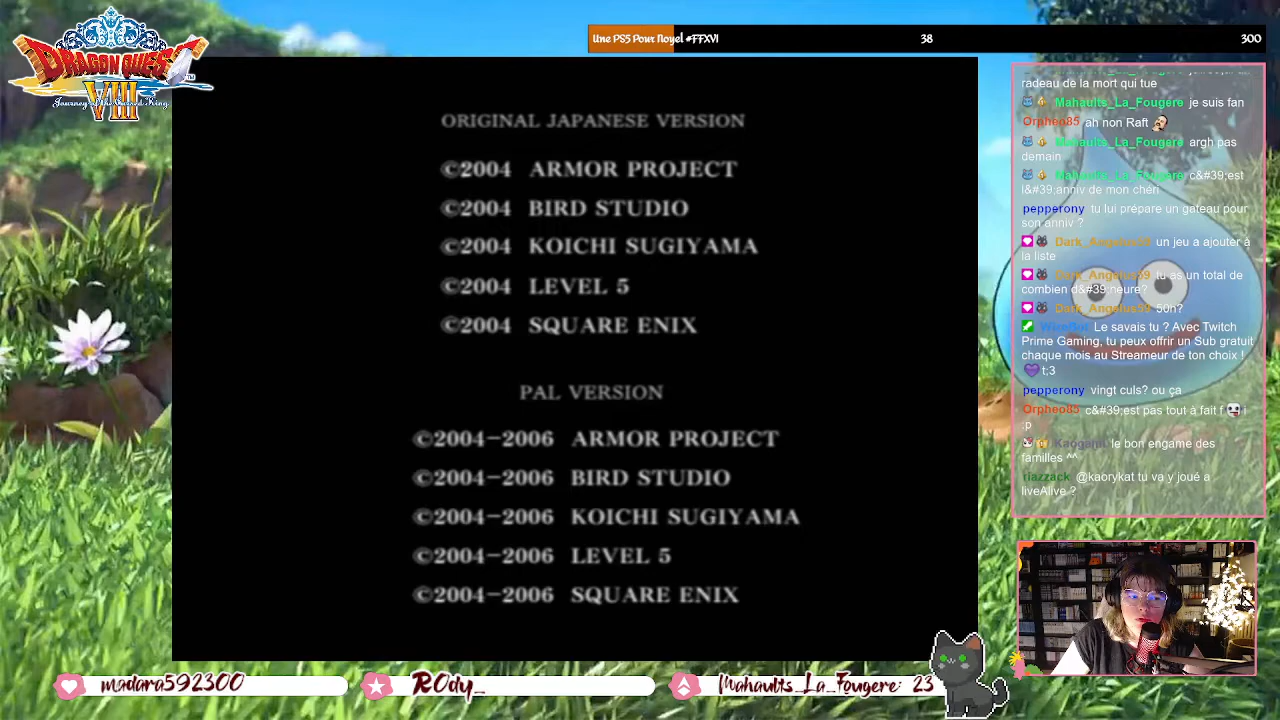 DRAGON QUEST
VIII
Journey of the Cursed King
Une PS5 Pour Noyel #FFXVI 38 300
ORIGINAL JAPANESE VERSION
©2004 ARMOR PROJECT
©2004 BIRD STUDIO
©2004 KOICHI SUGIYAMA
©2004 LEVEL 5
©2004 SQUARE ENIX
PAL VERSION
©2004-2006 ARMOR PROJECT
©2004-2006 BIRD STUDIO
©2004-2006 KOICHI SUGIYAMA
©2004-2006 LEVEL 5
©2004-2006 SQUARE ENIX
radeau de la mort qui tue
Mahaults_La_Fougere je suis fan
Orpheo85 ah non Raft
Mahaults_La_Fougere argh pas
demain
Mahaults_La_Fougere c&#39;est
l&#39;anniv de mon chéri
pepperony tu lui prépare un gateau pour
son anniv ?
Dark_Angelus59 un jeu a ajouter à
la liste
Dark_Angelus59 tu as un total de
combien d&#39;heure?
Dark_Angelus59 50h?
WizeBot Le savais tu ? Avec Twitch
Prime Gaming, tu peux offrir un Sub gratuit
chaque mois au Streameur de ton choix !
t;3
pepperony vingt culs? ou ça
Orpheo85 c&#39;est pas tout à fait f i
:p
le bon engame des
familles ^^
riazzack @kaorykat tu va y joué a
liveAlive ?
madara592300
R0dy_
Mahaults_La_Fougere: 23